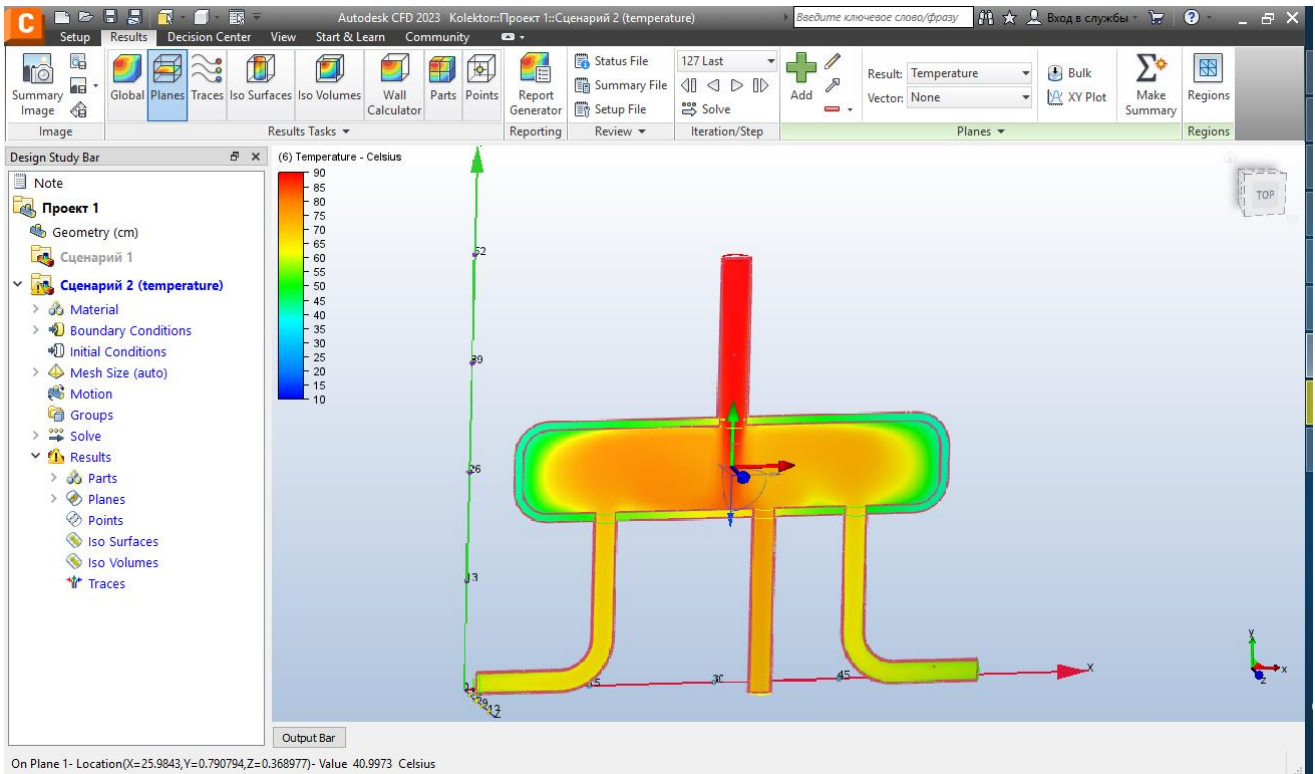 C
Autodesk CFD 2023 Kolektor::Проект 1::Сценарий 2 (temperature)
Введите ключевое слово/фразу
Вход в службы
Setup Results Decision Center View Start & Learn Community
Summary Image
Global
Planes
Traces
Iso Surfaces
Iso Volumes
Wall Calculator
Parts
Points
Report Generator
Status File
Summary File
Setup File
127 Last
Solve
Add
Result: Temperature
Vector: None
Bulk
XY Plot
Make Summary
Regions
Image
Results Tasks
Reporting
Review
Iteration/Step
Planes
Regions
Design Study Bar
Note
Проект 1
Geometry (cm)
Сценарий 1
Сценарий 2 (temperature)
Material
Boundary Conditions
Initial Conditions
Mesh Size (auto)
Motion
Groups
Solve
Results
Parts
Planes
Points
Iso Surfaces
Iso Volumes
Traces
(6) Temperature - Celsius
90
85
80
75
70
65
60
55
50
45
40
35
30
25
20
15
10
52
39
26
13
30
45
X
Z
TOP
y
x
z
Output Bar
On Plane 1- Location(X=25.9843,Y=0.790794,Z=0.368977)- Value 40.9973 Celsius